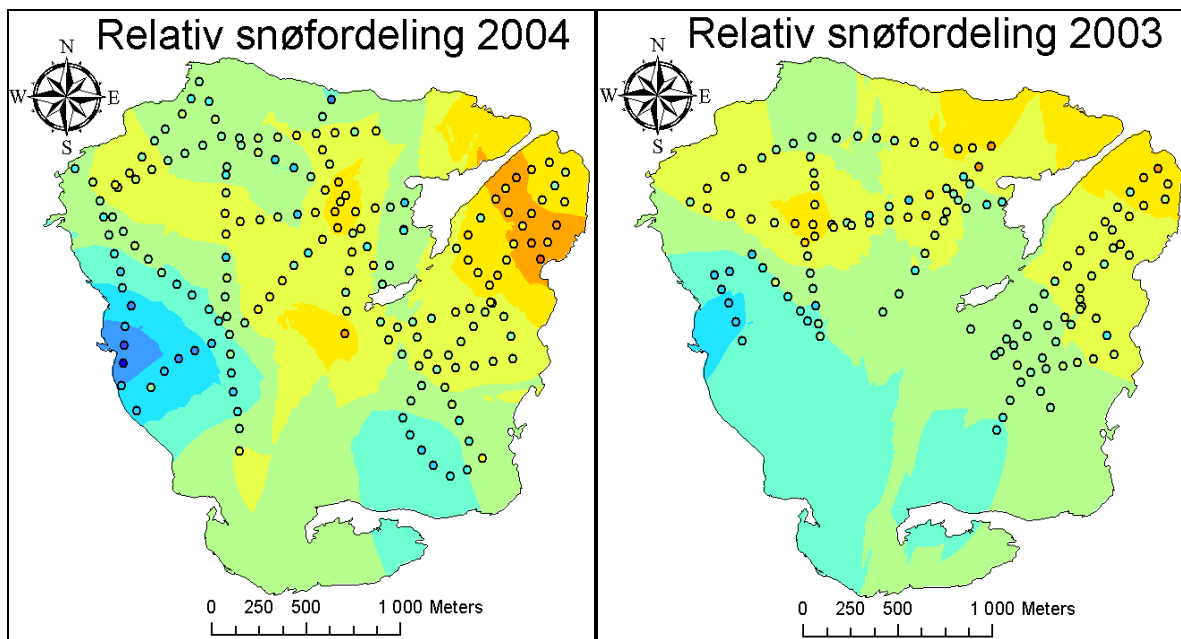 Relativ snøfordeling 2004
N
W E
S
0 250 500 1 000 Meters
Relativ snøfordeling 2003
N
W E
S
0 250 500 1 000 Meters